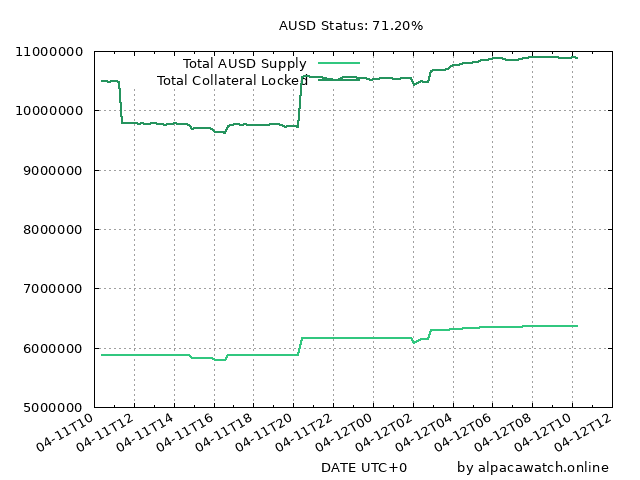 AUSD Status: 71.20%
11000000
10000000
9000000
8000000
7000000
6000000
5000000
Total AUSD Supply
Total Collateral Locked
04-11T10
04-11T12
04-11T14
04-11T16
04-11T18
04-11T20
04-11T22
04-12T00
04-12T02
04-12T04
04-12T06
04-12T08
04-12T10
04-12T12
DATE UTC+0
by alpacawatch.online